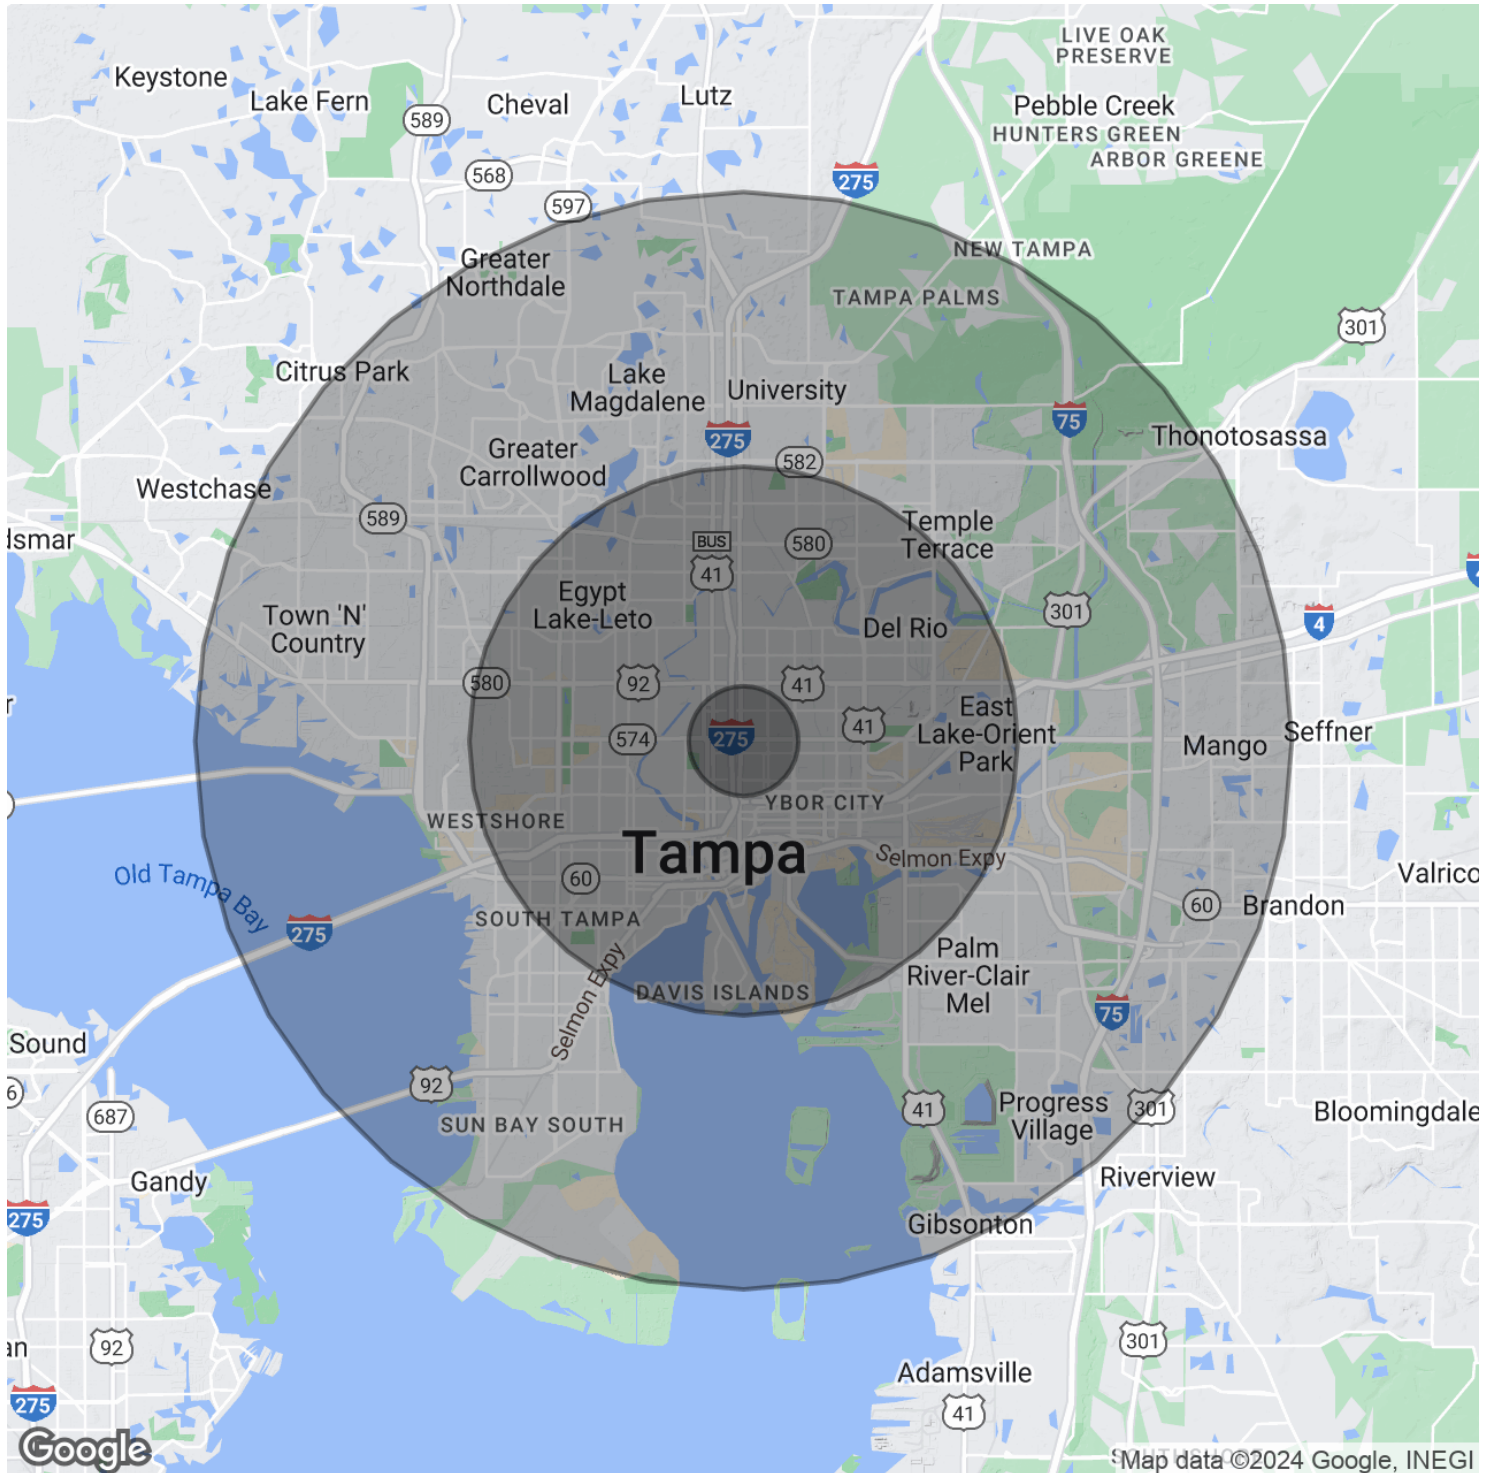 LIVE OAK
PRESERVE
Keystone
Lake Fern
Cheval
Lutz
Pebble Creek
589
HUNTERS GREEN
ARBOR GREENE
568
275
597
NEW TAMPA
Greater
Northdale
TAMPA PALMS
301
Citrus Park
Lake
Magdalene
University
75
275
Thonotosassa
Greater
Carrollwood
582
Westchase
589
Temple
Terrace
dsmar
BUS
41
580
Egypt
Lake-Leto
301
4
Town 'N'
Country
Del Rio
580
92
41
East
Lake-Orient
Park
41
574
275
Seffner
Mango
YBOR CITY
WESTSHORE
Tampa
Selmon Expy
Old Tampa Bay
60
Valrico
60
Brandon
SOUTH TAMPA
275
Palm
River-Clair
Mel
Selmon Expy
DAVIS ISLANDS
75
Sound
92
6
687
41
Progress
Village
301
Bloomingdale
SUN BAY SOUTH
Gandy
Riverview
275
Gibsonton
92
301
an
Adamsville
275
41
Google
Map data ©2024 Google, INEGI